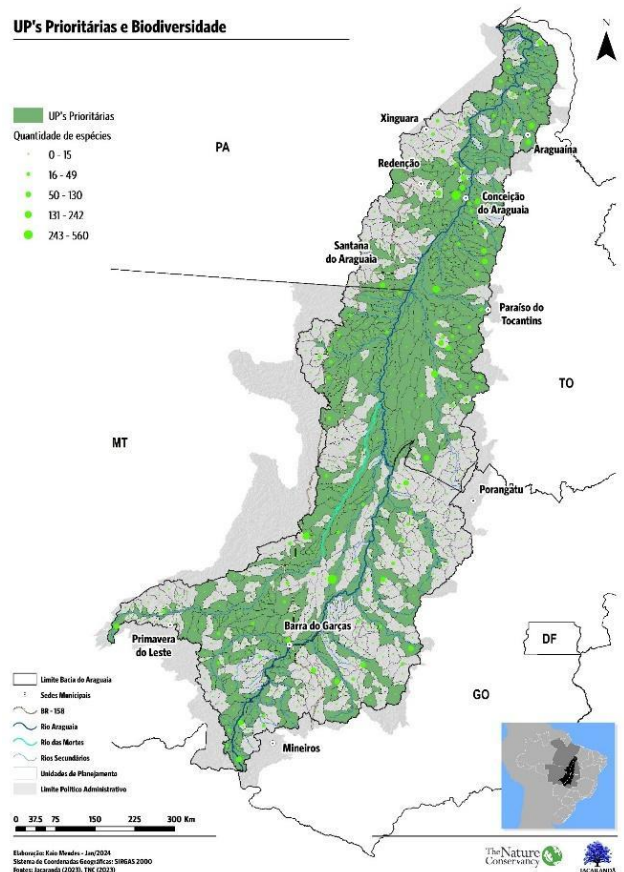 UP's Prioritárias e Biodiversidade
UP's Prioritárias
Quantidade de espécies
0 - 15
16 - 49
50 - 130
131 - 242
243 - 560
PA
Xinguara
Redenção
Araguaína
Conceição
do Araguaia
Santana
do Araguaia
Paraíso do
Tocantins
TO
MT
Porangatu
Barra do Garças
Primavera
do Leste
DF
GO
Mineiros
Limite Bacia do Araguaia
Sedes Municipais
BR - 158
Rio Araguaia
Rio das Mortes
Rios Secundários
Unidades de Planejamento
Limite Político Administrativo
0 37.5 75 150 225 300 Km
Elaboração: Kaio Mendes - Jan/2024
Sistema de Coordenadas Geográficas: SIRGAS 2000
Fontes: Jacarandá (2023), TNC (2023)
The Nature
Conservancy
JACARANDÁ